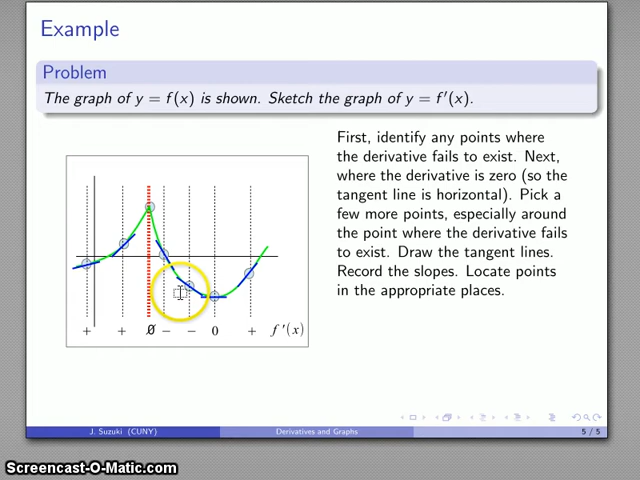 Example
Problem
The graph of y = f(x) is shown. Sketch the graph of y = f′(x).
First, identify any points where
the derivative fails to exist. Next,
where the derivative is zero (so the
tangent line is horizontal). Pick a
few more points, especially around
the point where the derivative fails
to exist. Draw the tangent lines.
Record the slopes. Locate points
in the appropriate places.
+ + ∅ − − 0 + f ′(x)
J. Suzuki (CUNY) Derivatives and Graphs 5 / 5
Screencast-O-Matic.com